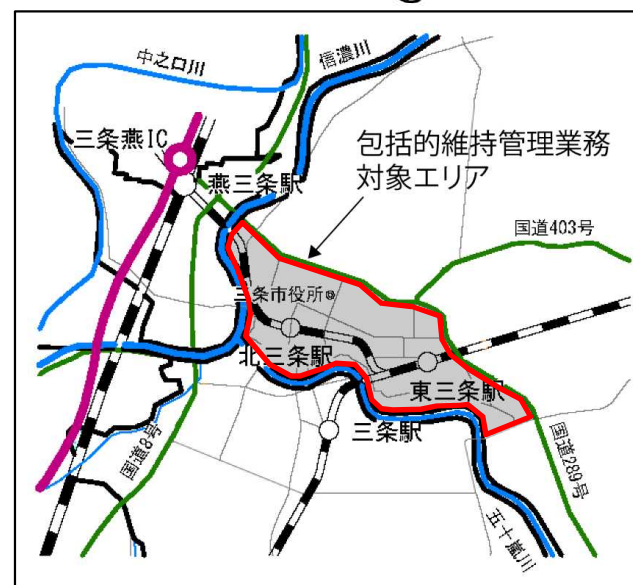 中之口川
信濃川
三条燕IC
燕三条駅
包括的維持管理業務
対象エリア
国道403号
三条市役所
北三条駅
東三条駅
三条駅
国道8号
国道289号
五十嵐川